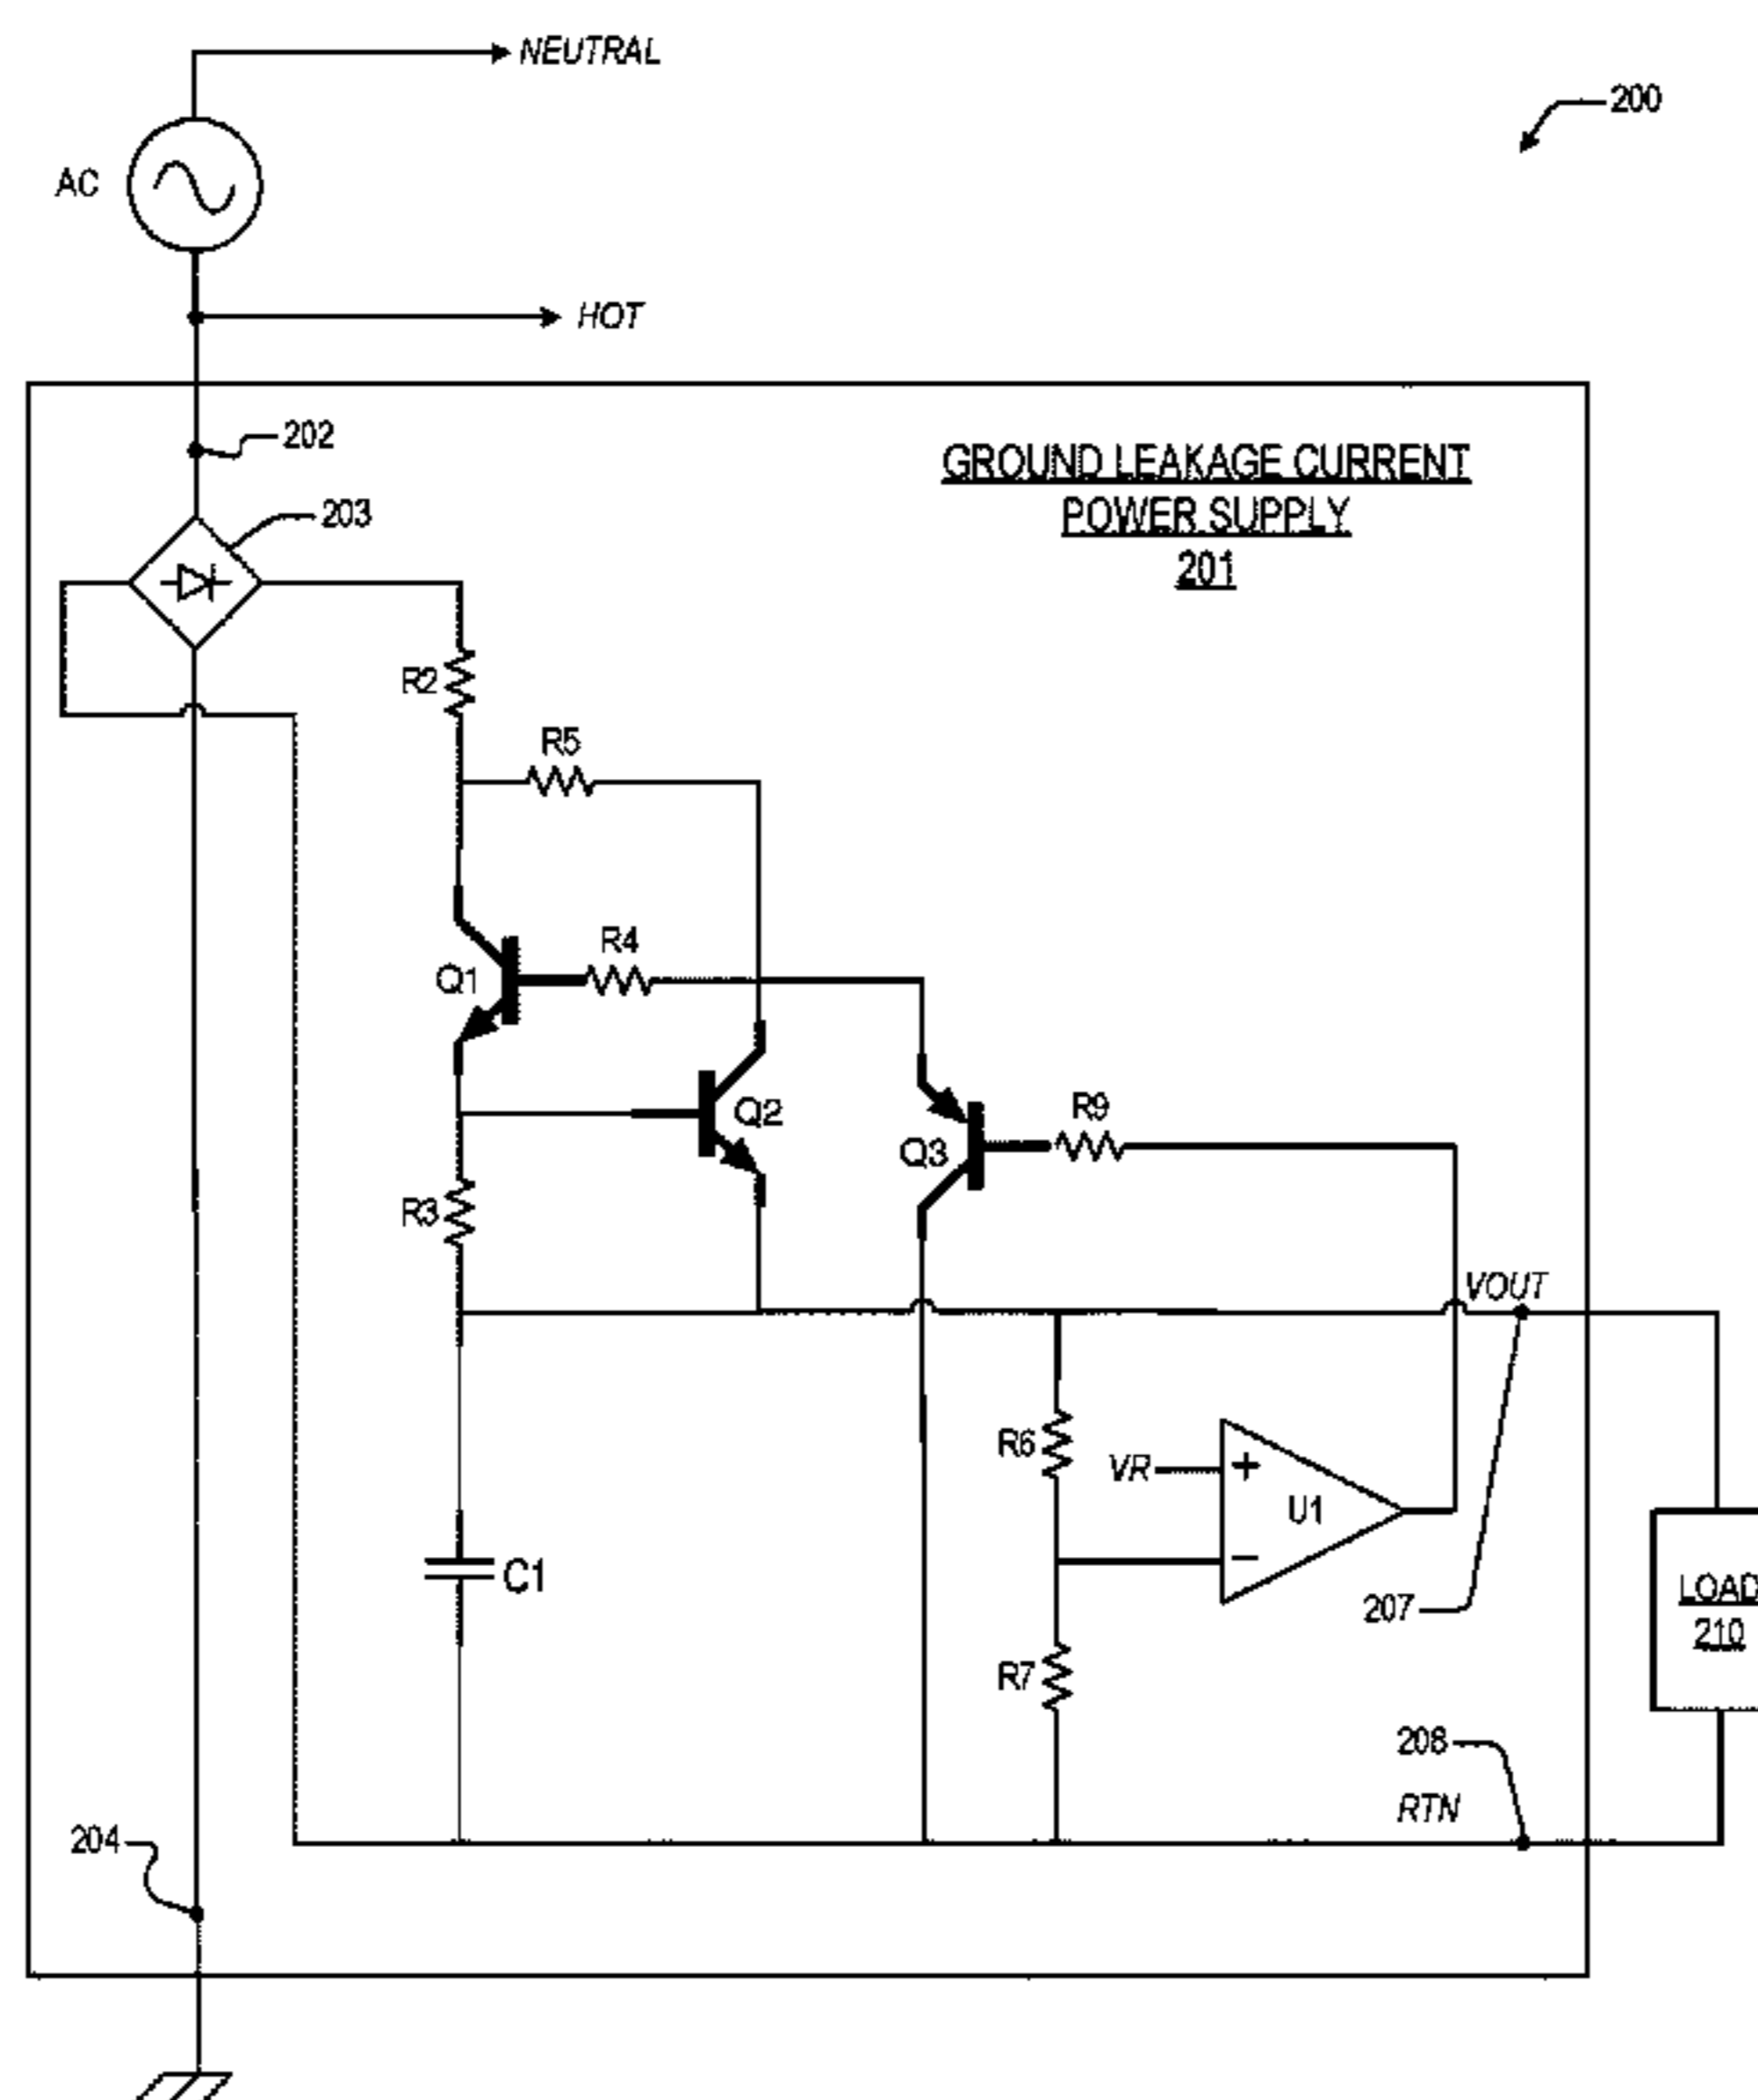 NEUTRAL
200
AC
HOT
202
GROUND LEAKAGE CURRENT
POWER SUPPLY
201
203
R2
R5
R4
Q1
Q2
R9
Q3
R3
VOUT
R6
VR
+
U1
−
C1
207
LOAD
210
R7
208
RTN
204